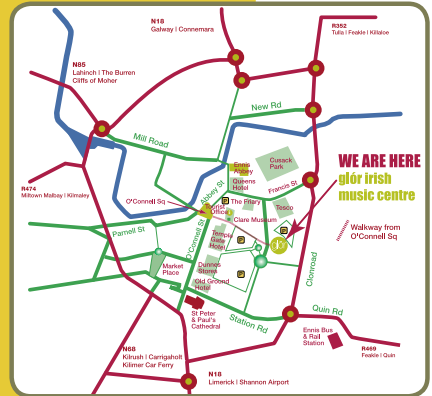 N18
Galway | Connemara
R352
Tulla | Feakle | Killaloe
N85
Lahinch | The Burren
Cliffs of Moher
New Rd
Mill Road
Ennis
Abbey
Cusack
Park
WE ARE HERE
glór irish
music centre
Queens
Hotel
Francis St
R474
Miltown Malbay | Kilmaley
Abbey St
O'Connell Sq
P
The Friary
Tourist
Office
Tesco
Clare Museum
P
Walkway from
O'Connell Sq
Parnell St
O'Connell St
Temple
Gate
Hotel
P
Market
Place
Dunnes
Stores
P
Clonroad
Old Ground
Hotel
St Peter
& Paul's
Cathedral
Station Rd
Quin Rd
Ennis Bus
& Rail
Station
N68
Kilrush | Carrigaholt
Kilimer Car Ferry
R469
Feakle | Quin
N18
Limerick | Shannon Airport